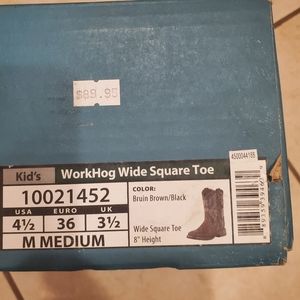 $89.95
Kid's WorkHog Wide Square Toe
10021452
COLOR:
Bruin Brown/Black
USA EURO UK
4½ 36 3½
M MEDIUM
Wide Square Toe
8" Height